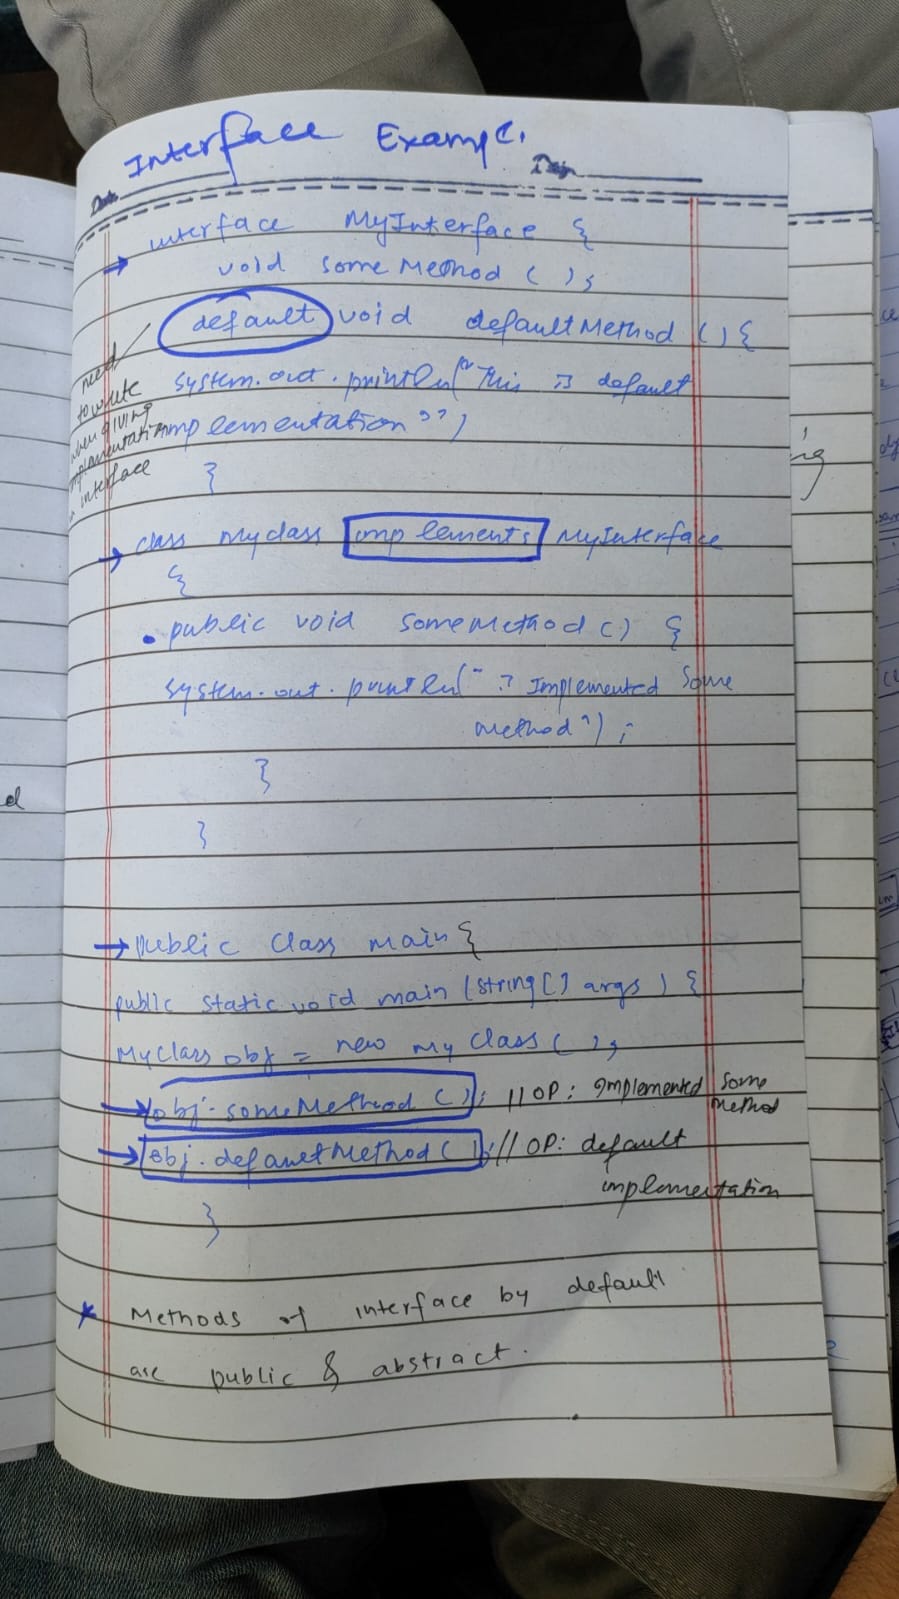 Interface Example.
Date
interface MyInterface {
void someMethod ( );
default void defaultMethod () {
need
to write
when giving
implementation
interface
System.out.println("This is default
implementation");
}
→ class Myclass implements MyInterface
{
• public void someMethod () {
System.out.println(" Implemented Some
Method");
}
}
→ public class main {
public static void main (String[] args) {
MyClass obj = new MyClass ( );
→ obj.someMethod ( ); // OP: Implemented Some
Method
→ obj.defaultMethod ( ); // OP: default
implementation
}
* Methods of interface by default
are public & abstract.